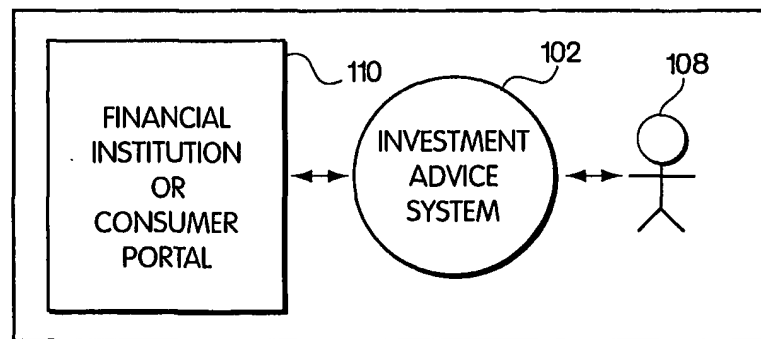 110
102
108
FINANCIAL
INSTITUTION
OR
CONSUMER
PORTAL
INVESTMENT
ADVICE
SYSTEM